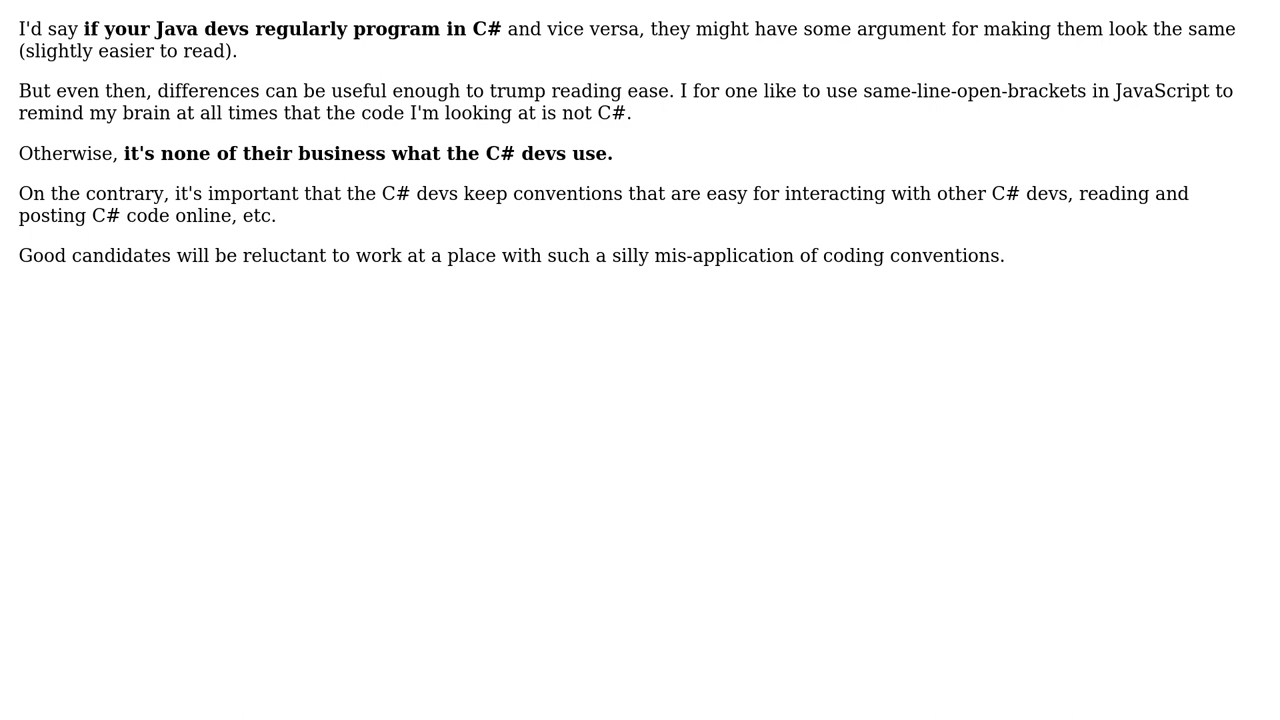 I'd say if your Java devs regularly program in C# and vice versa, they might have some argument for making them look the same
(slightly easier to read).
But even then, differences can be useful enough to trump reading ease. I for one like to use same-line-open-brackets in JavaScript to
remind my brain at all times that the code I'm looking at is not C#.
Otherwise, it's none of their business what the C# devs use.
On the contrary, it's important that the C# devs keep conventions that are easy for interacting with other C# devs, reading and
posting C# code online, etc.
Good candidates will be reluctant to work at a place with such a silly mis-application of coding conventions.